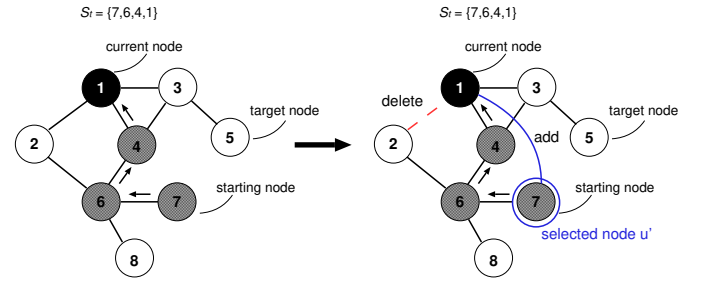 Sₜ = {7,6,4,1}
current node
1
3
target node
2
4
5
6
7
starting node
8
Sₜ = {7,6,4,1}
current node
1
3
delete
target node
2
4
add
5
starting node
6
7
selected node u'
8